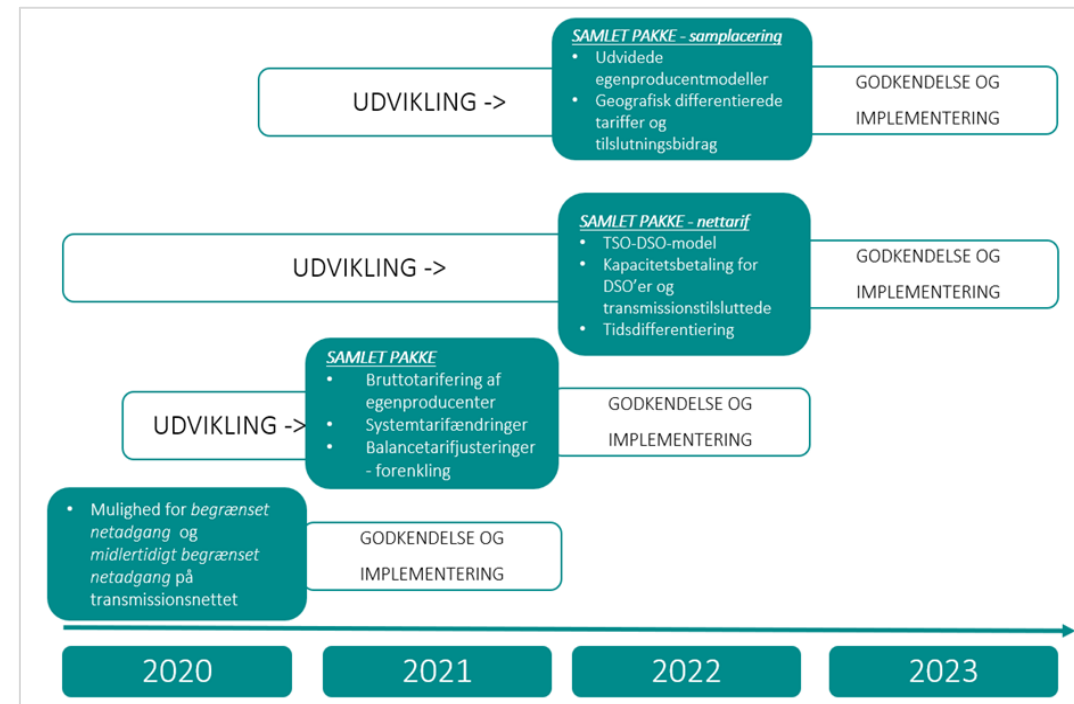 SAMLET PAKKE - samplacering
• Udvidede
egenproducentmodeller
• Geografisk differentierede
tariffer og
tilslutningsbidrag
UDVIKLING ->
GODKENDELSE OG
IMPLEMENTERING
SAMLET PAKKE - nettarif
• TSO-DSO-model
• Kapacitetsbetaling for
DSO'er og
transmissionstilsluttede
• Tidsdifferentiering
UDVIKLING ->
GODKENDELSE OG
IMPLEMENTERING
SAMLET PAKKE
• Bruttotarifering af
egenproducenter
• Systemtarifændringer
• Balancetarifjusteringer
- forenkling
UDVIKLING ->
GODKENDELSE OG
IMPLEMENTERING
• Mulighed for begrænset
netadgang og
midlertidigt begrænset
netadgang på
transmissionsnettet
GODKENDELSE OG
IMPLEMENTERING
2020
2021
2022
2023